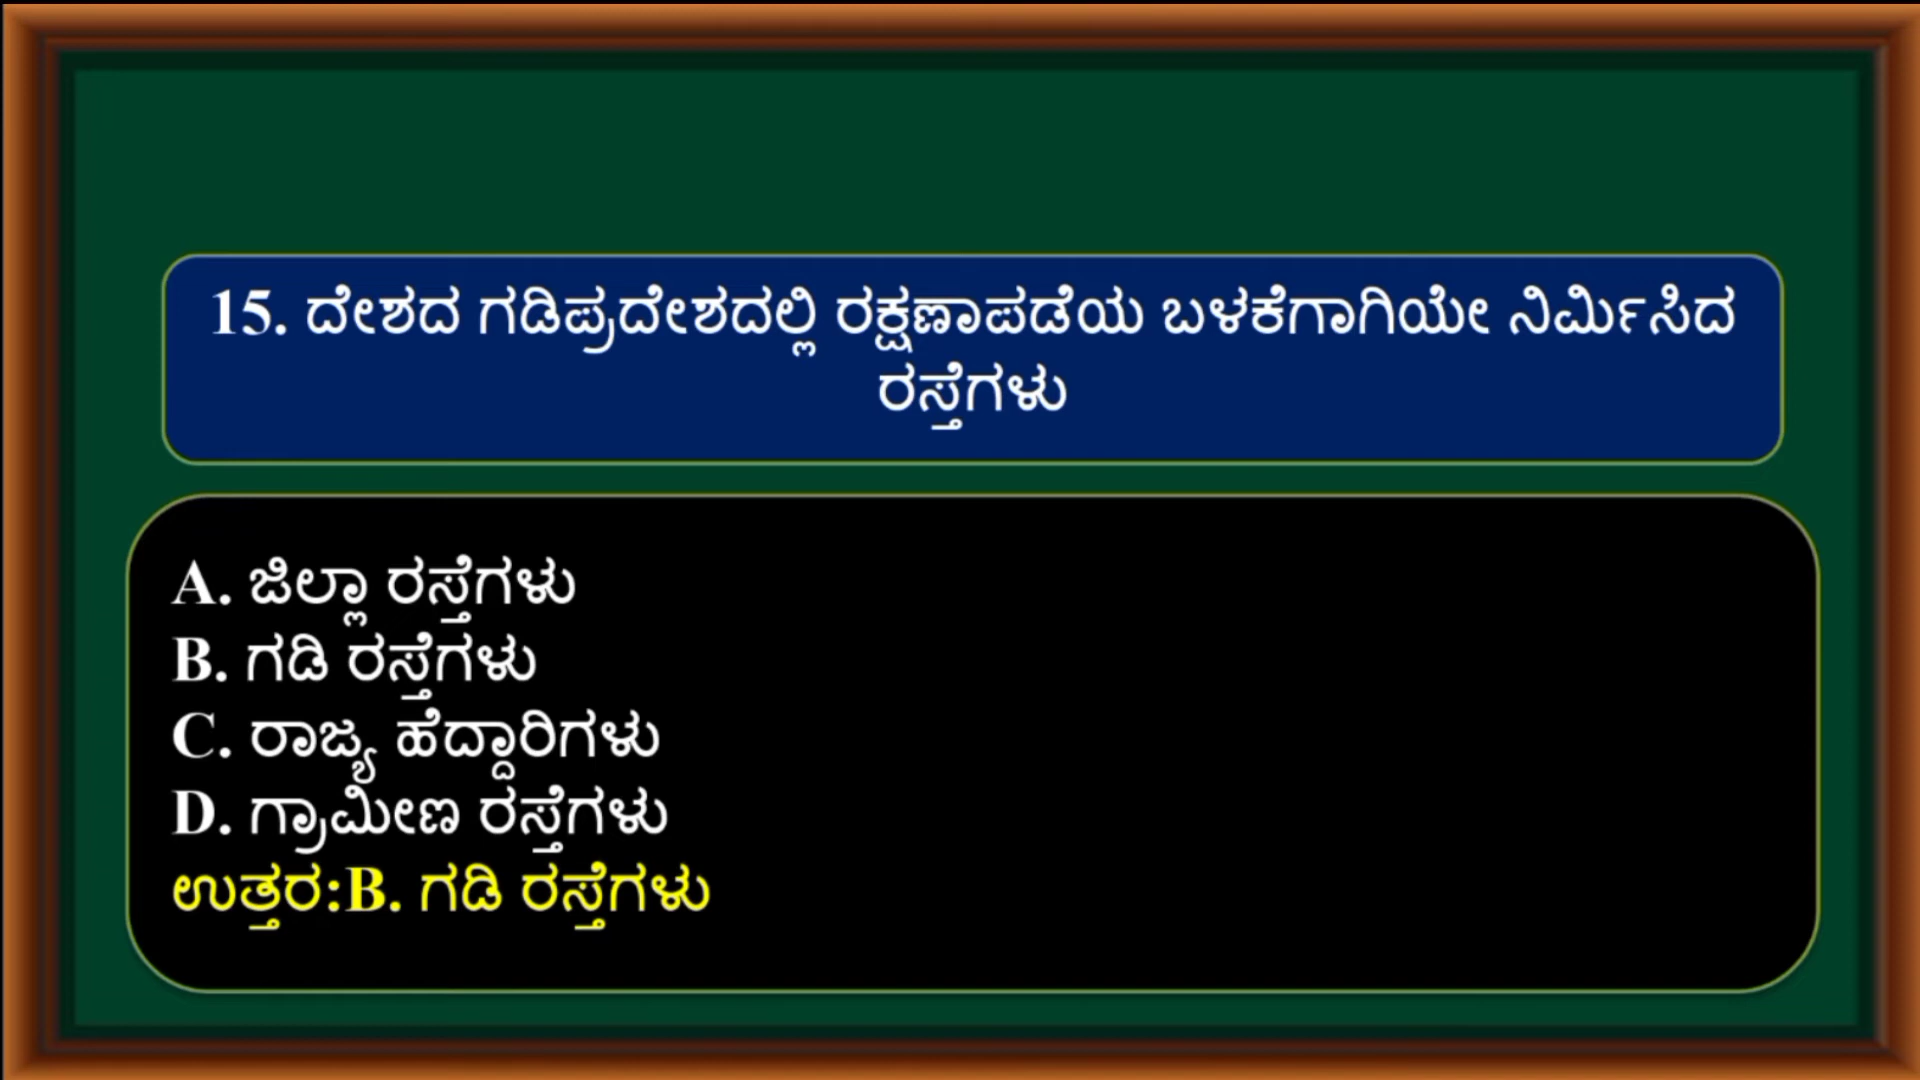 15. ದೇಶದ ಗಡಿಪ್ರದೇಶದಲ್ಲಿ ರಕ್ಷಣಾಪಡೆಯ ಬಳಕೆಗಾಗಿಯೇ ನಿರ್ಮಿಸಿದ
ರಸ್ತೆಗಳು
A. ಜಿಲ್ಲಾ ರಸ್ತೆಗಳು
B. ಗಡಿ ರಸ್ತೆಗಳು
C. ರಾಜ್ಯ ಹೆದ್ದಾರಿಗಳು
D. ಗ್ರಾಮೀಣ ರಸ್ತೆಗಳು
ಉತ್ತರ:B. ಗಡಿ ರಸ್ತೆಗಳು